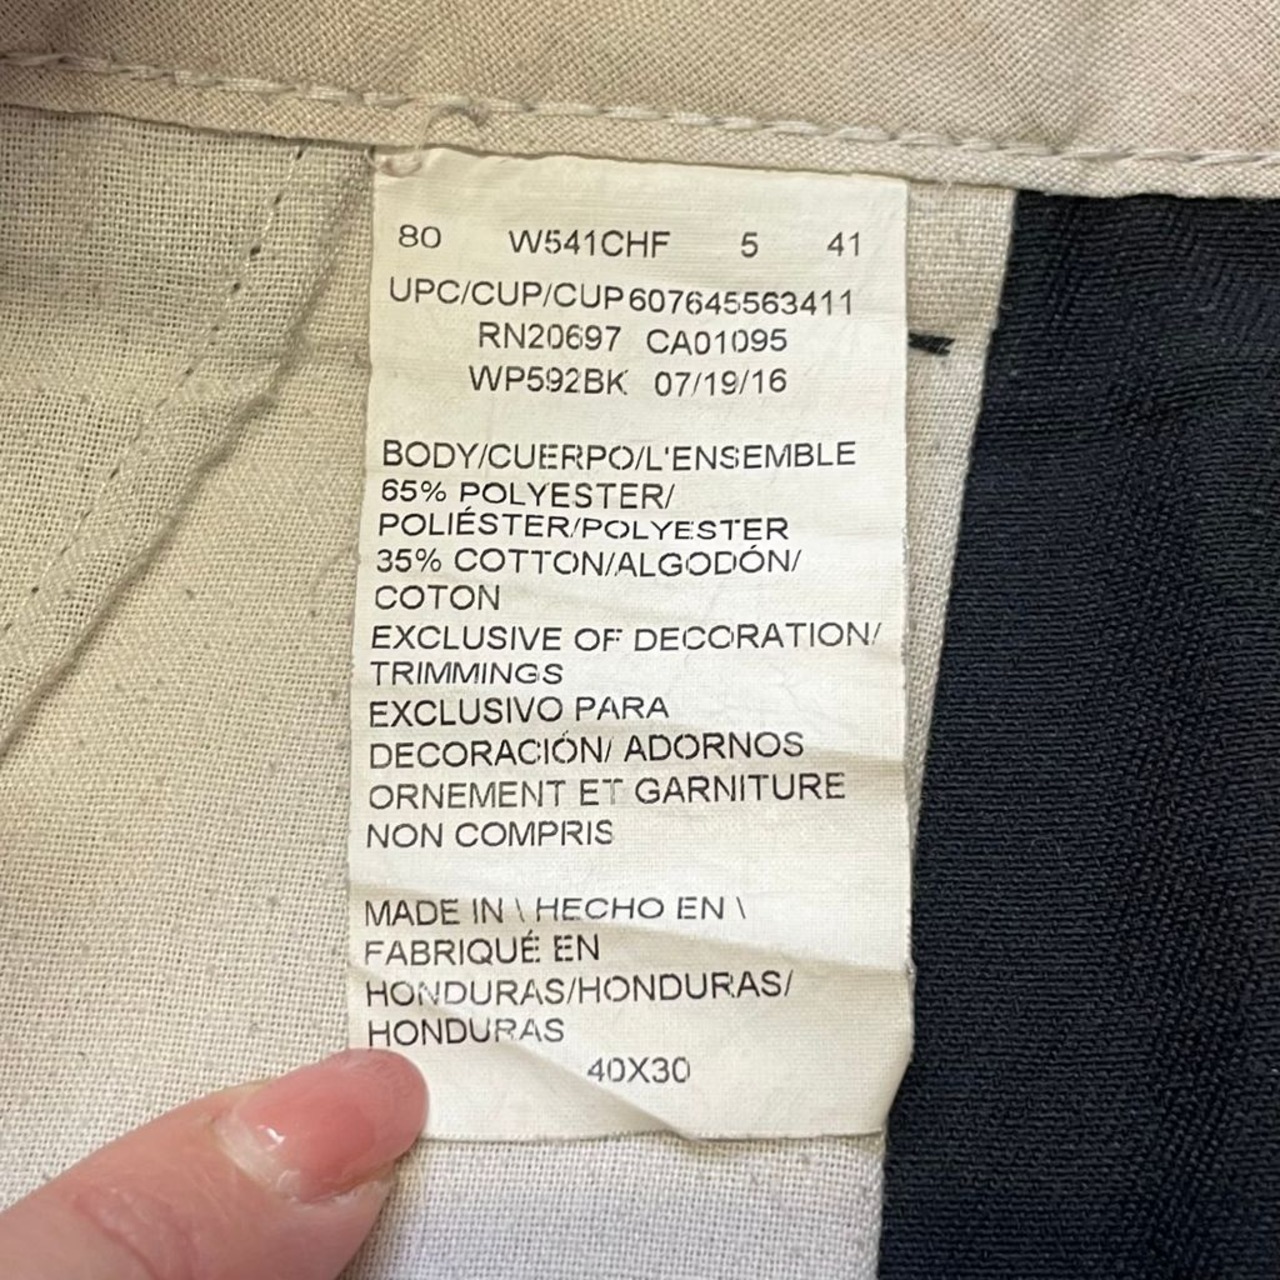 80 W541CHF 5 41
UPC/CUP/CUP 607645563411
RN20697 CA01095
WP592BK 07/19/16
BODY/CUERPO/L'ENSEMBLE
65% POLYESTER/
POLIÉSTER/POLYESTER
35% COTTON/ALGODÓN/
COTON
EXCLUSIVE OF DECORATION/
TRIMMINGS
EXCLUSIVO PARA
DECORACIÓN/ ADORNOS
ORNEMENT ET GARNITURE
NON COMPRIS
MADE IN \ HECHO EN \
FABRIQUÉ EN
HONDURAS/HONDURAS/
HONDURAS
40X30